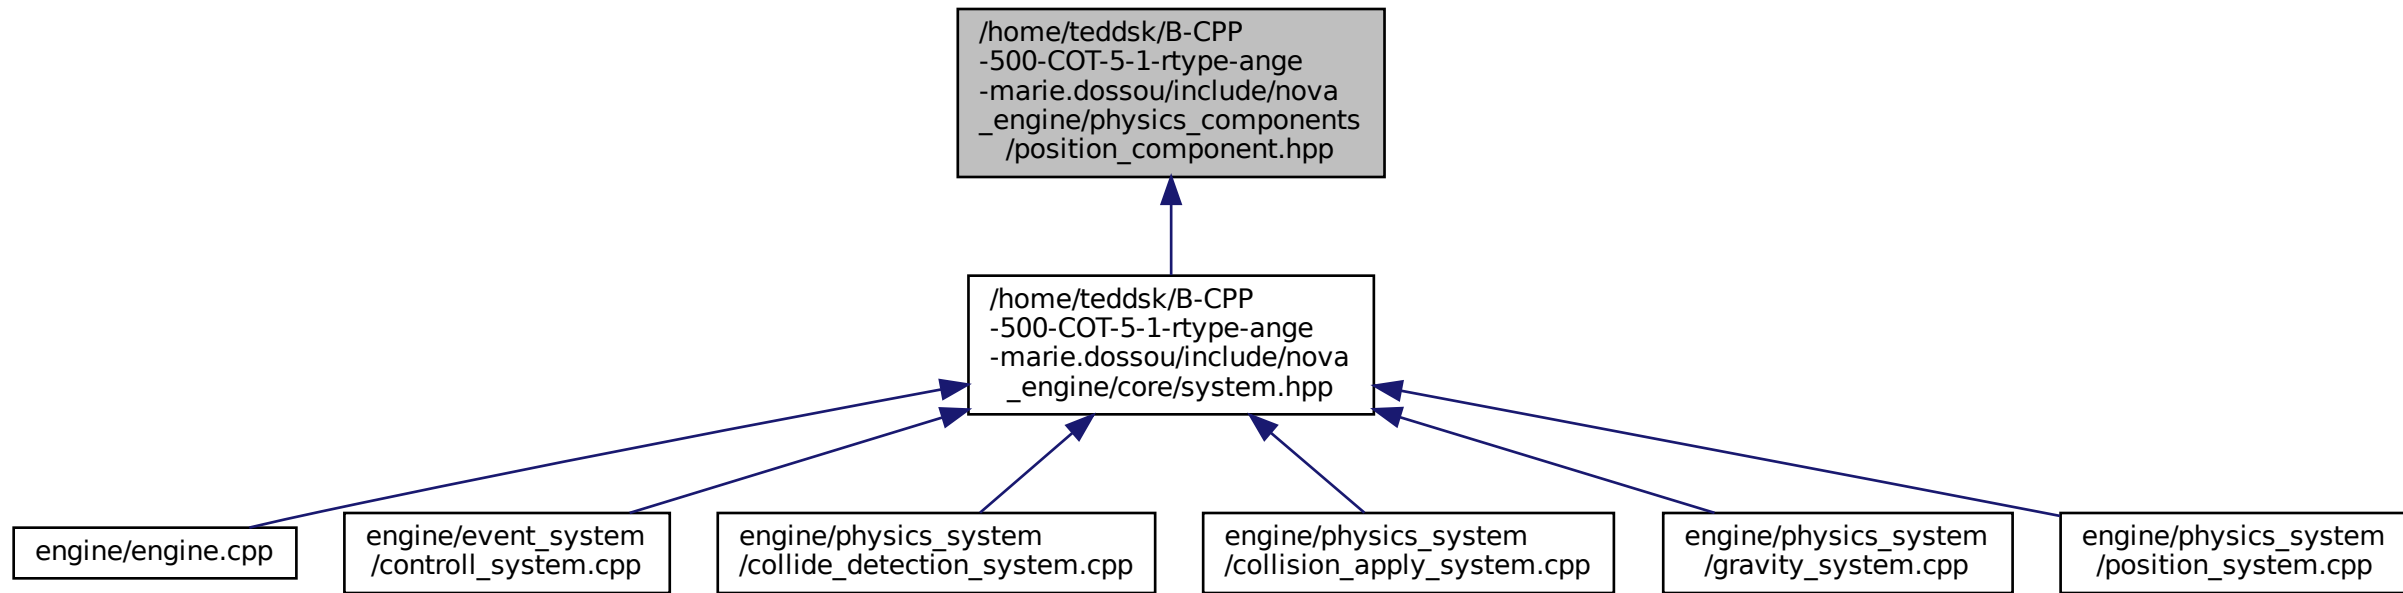 /home/teddsk/B-CPP
-500-COT-5-1-rtype-ange
-marie.dossou/include/nova
_engine/physics_components
/position_component.hpp
/home/teddsk/B-CPP
-500-COT-5-1-rtype-ange
-marie.dossou/include/nova
_engine/core/system.hpp
engine/engine.cpp
engine/event_system
/controll_system.cpp
engine/physics_system
/collide_detection_system.cpp
engine/physics_system
/collision_apply_system.cpp
engine/physics_system
/gravity_system.cpp
engine/physics_system
/position_system.cpp